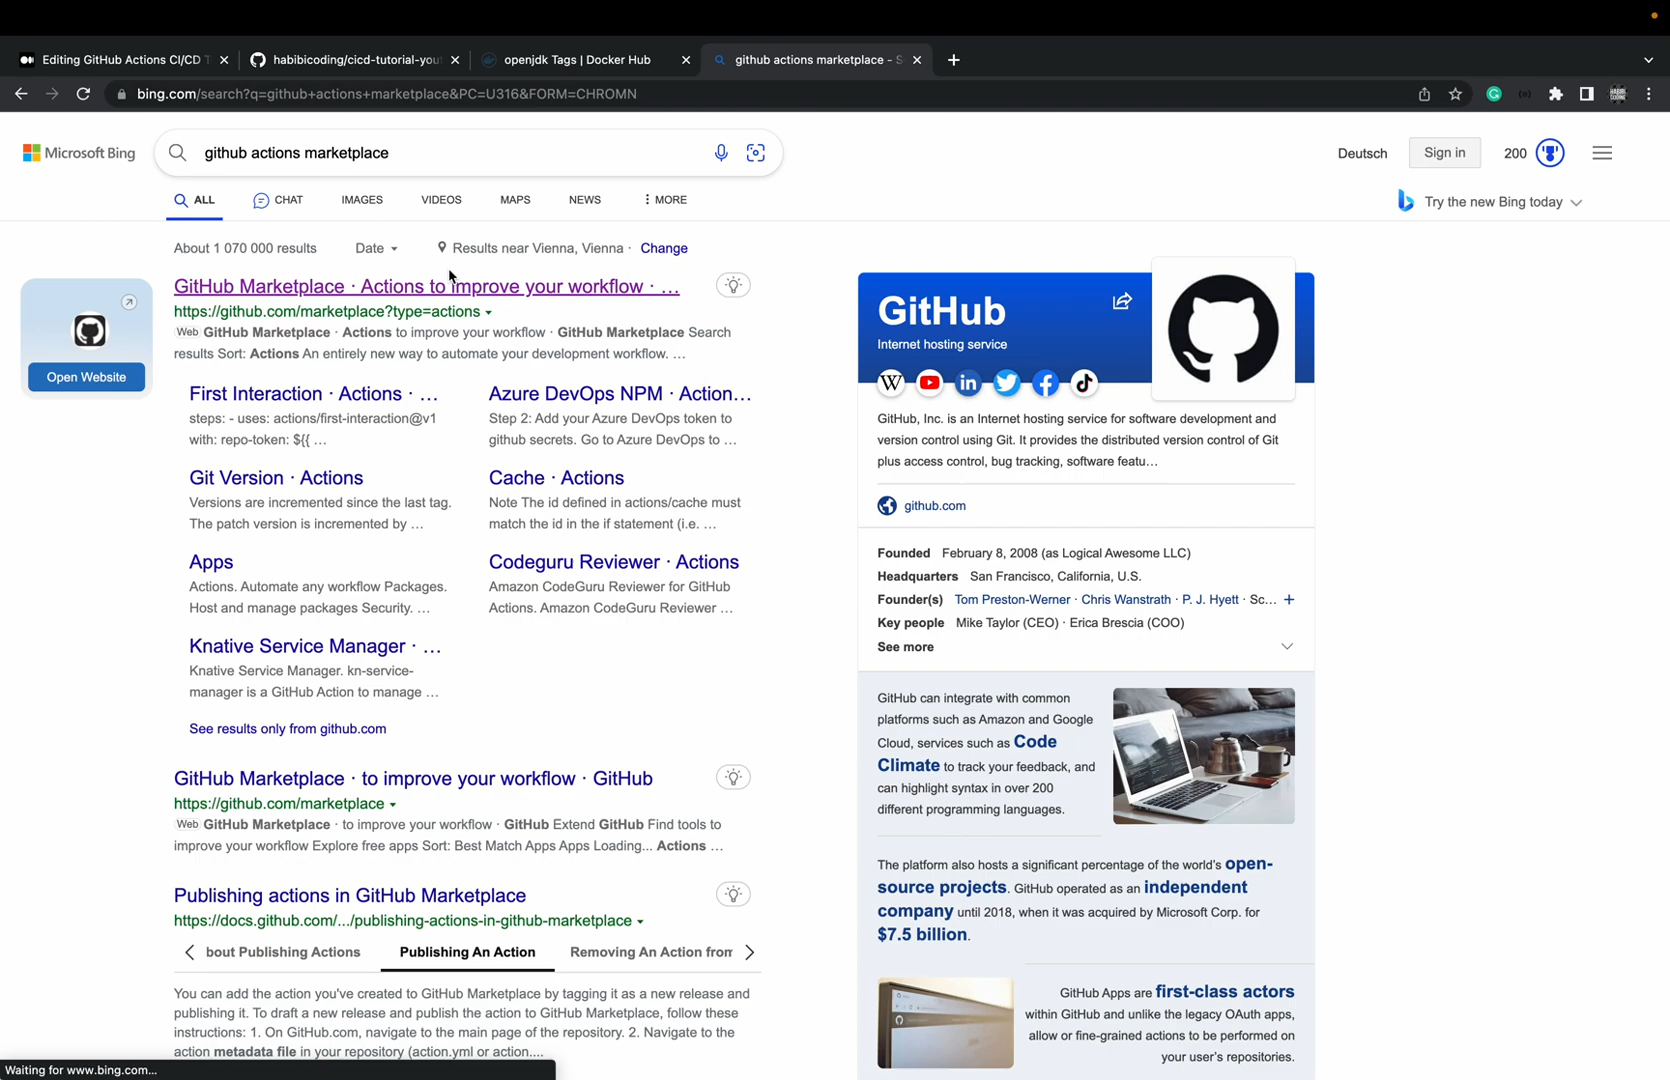 Editing GitHub Actions CI/CD T
habibicoding/cicd-tutorial-you
openjdk Tags | Docker Hub
github actions marketplace - S
bing.com/search?q=github+actions+marketplace&PC=U316&FORM=CHROMN
Microsoft Bing
github actions marketplace
Deutsch
Sign in
200
ALL
CHAT
IMAGES
VIDEOS
MAPS
NEWS
MORE
Try the new Bing today
About 1 070 000 results
Date
Results near Vienna, Vienna ·
Change
Open Website
GitHub Marketplace · Actions to improve your workflow · ...
https://github.com/marketplace?type=actions
Web GitHub Marketplace · Actions to improve your workflow · GitHub Marketplace Search
results Sort: Actions An entirely new way to automate your development workflow. ...
First Interaction · Actions · ...
steps: - uses: actions/first-interaction@v1
with: repo-token: ${{ ...
Azure DevOps NPM · Action...
Step 2: Add your Azure DevOps token to
github secrets. Go to Azure DevOps to ...
Git Version · Actions
Versions are incremented since the last tag.
The patch version is incremented by ...
Cache · Actions
Note The id defined in actions/cache must
match the id in the if statement (i.e. ...
Apps
Actions. Automate any workflow Packages.
Host and manage packages Security. ...
Codeguru Reviewer · Actions
Amazon CodeGuru Reviewer for GitHub
Actions. Amazon CodeGuru Reviewer ...
Knative Service Manager · ...
Knative Service Manager. kn-service-
manager is a GitHub Action to manage ...
See results only from github.com
GitHub Marketplace · to improve your workflow · GitHub
https://github.com/marketplace
Web GitHub Marketplace · to improve your workflow · GitHub Extend GitHub Find tools to
improve your workflow Explore free apps Sort: Best Match Apps Apps Loading... Actions ...
Publishing actions in GitHub Marketplace
https://docs.github.com/.../publishing-actions-in-github-marketplace
bout Publishing Actions
Publishing An Action
Removing An Action from
You can add the action you've created to GitHub Marketplace by tagging it as a new release and
publishing it. To draft a new release and publish the action to GitHub Marketplace, follow these
instructions: 1. On GitHub.com, navigate to the main page of the repository. 2. Navigate to the
action metadata file in your repository (action.yml or action....
Waiting for www.bing.com...
GitHub
Internet hosting service
GitHub, Inc. is an Internet hosting service for software development and
version control using Git. It provides the distributed version control of Git
plus access control, bug tracking, software featu...
github.com
Founded February 8, 2008 (as Logical Awesome LLC)
Headquarters San Francisco, California, U.S.
Founder(s) Tom Preston-Werner · Chris Wanstrath · P. J. Hyett · Sc... +
Key people Mike Taylor (CEO) · Erica Brescia (COO)
See more
GitHub can integrate with common
platforms such as Amazon and Google
Cloud, services such as Code
Climate to track your feedback, and
can highlight syntax in over 200
different programming languages.
The platform also hosts a significant percentage of the world's open-
source projects. GitHub operated as an independent
company until 2018, when it was acquired by Microsoft Corp. for
$7.5 billion.
GitHub Apps are first-class actors
within GitHub and unlike the legacy OAuth apps,
allow or fine-grained actions to be performed on
your user's repositories.